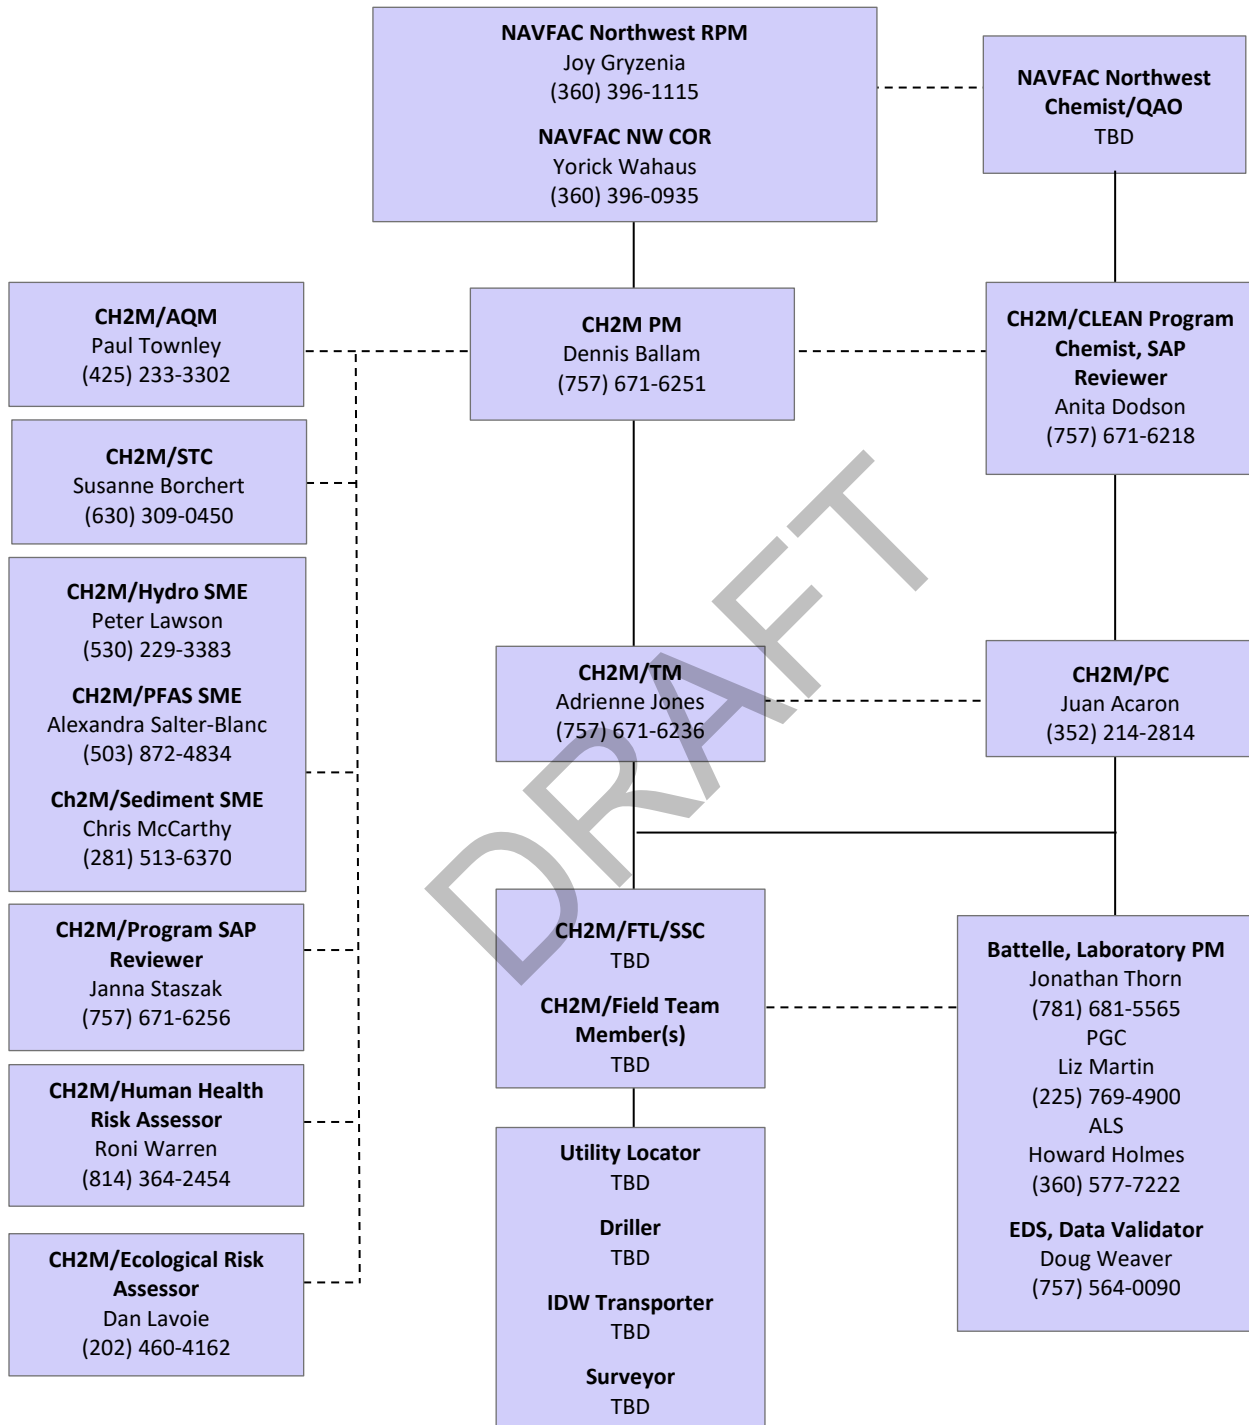 NAVFAC Northwest RPM
Joy Gryzenia
(360) 396-1115
NAVFAC NW COR
Yorick Wahaus
(360) 396-0935
NAVFAC Northwest
Chemist/QAO
TBD
CH2M/AQM
Paul Townley
(425) 233-3302
CH2M PM
Dennis Ballam
(757) 671-6251
CH2M/CLEAN Program
Chemist, SAP
Reviewer
Anita Dodson
(757) 671-6218
CH2M/STC
Susanne Borchert
(630) 309-0450
CH2M/Hydro SME
Peter Lawson
(530) 229-3383
CH2M/PFAS SME
Alexandra Salter-Blanc
(503) 872-4834
Ch2M/Sediment SME
Chris McCarthy
(281) 513-6370
CH2M/TM
Adrienne Jones
(757) 671-6236
CH2M/PC
Juan Acaron
(352) 214-2814
DRAFT
CH2M/Program SAP
Reviewer
Janna Staszak
(757) 671-6256
CH2M/FTL/SSC
TBD
CH2M/Field Team
Member(s)
TBD
Battelle, Laboratory PM
Jonathan Thorn
(781) 681-5565
PGC
Liz Martin
(225) 769-4900
ALS
Howard Holmes
(360) 577-7222
EDS, Data Validator
Doug Weaver
(757) 564-0090
CH2M/Human Health
Risk Assessor
Roni Warren
(814) 364-2454
Utility Locator
TBD
Driller
TBD
IDW Transporter
TBD
Surveyor
TBD
CH2M/Ecological Risk
Assessor
Dan Lavoie
(202) 460-4162